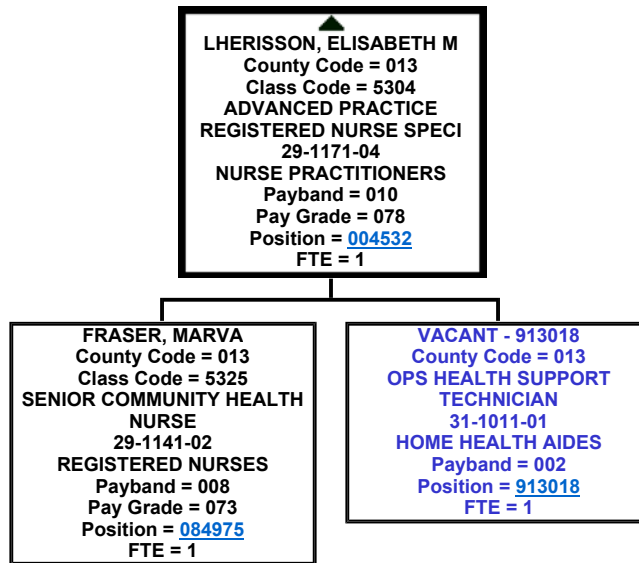 LHERISSON, ELISABETH M
County Code = 013
Class Code = 5304
ADVANCED PRACTICE
REGISTERED NURSE SPECI
29-1171-04
NURSE PRACTITIONERS
Payband = 010
Pay Grade = 078
Position = 004532
FTE = 1
FRASER, MARVA
County Code = 013
Class Code = 5325
SENIOR COMMUNITY HEALTH
NURSE
29-1141-02
REGISTERED NURSES
Payband = 008
Pay Grade = 073
Position = 084975
FTE = 1
VACANT - 913018
County Code = 013
OPS HEALTH SUPPORT
TECHNICIAN
31-1011-01
HOME HEALTH AIDES
Payband = 002
Position = 913018
FTE = 1